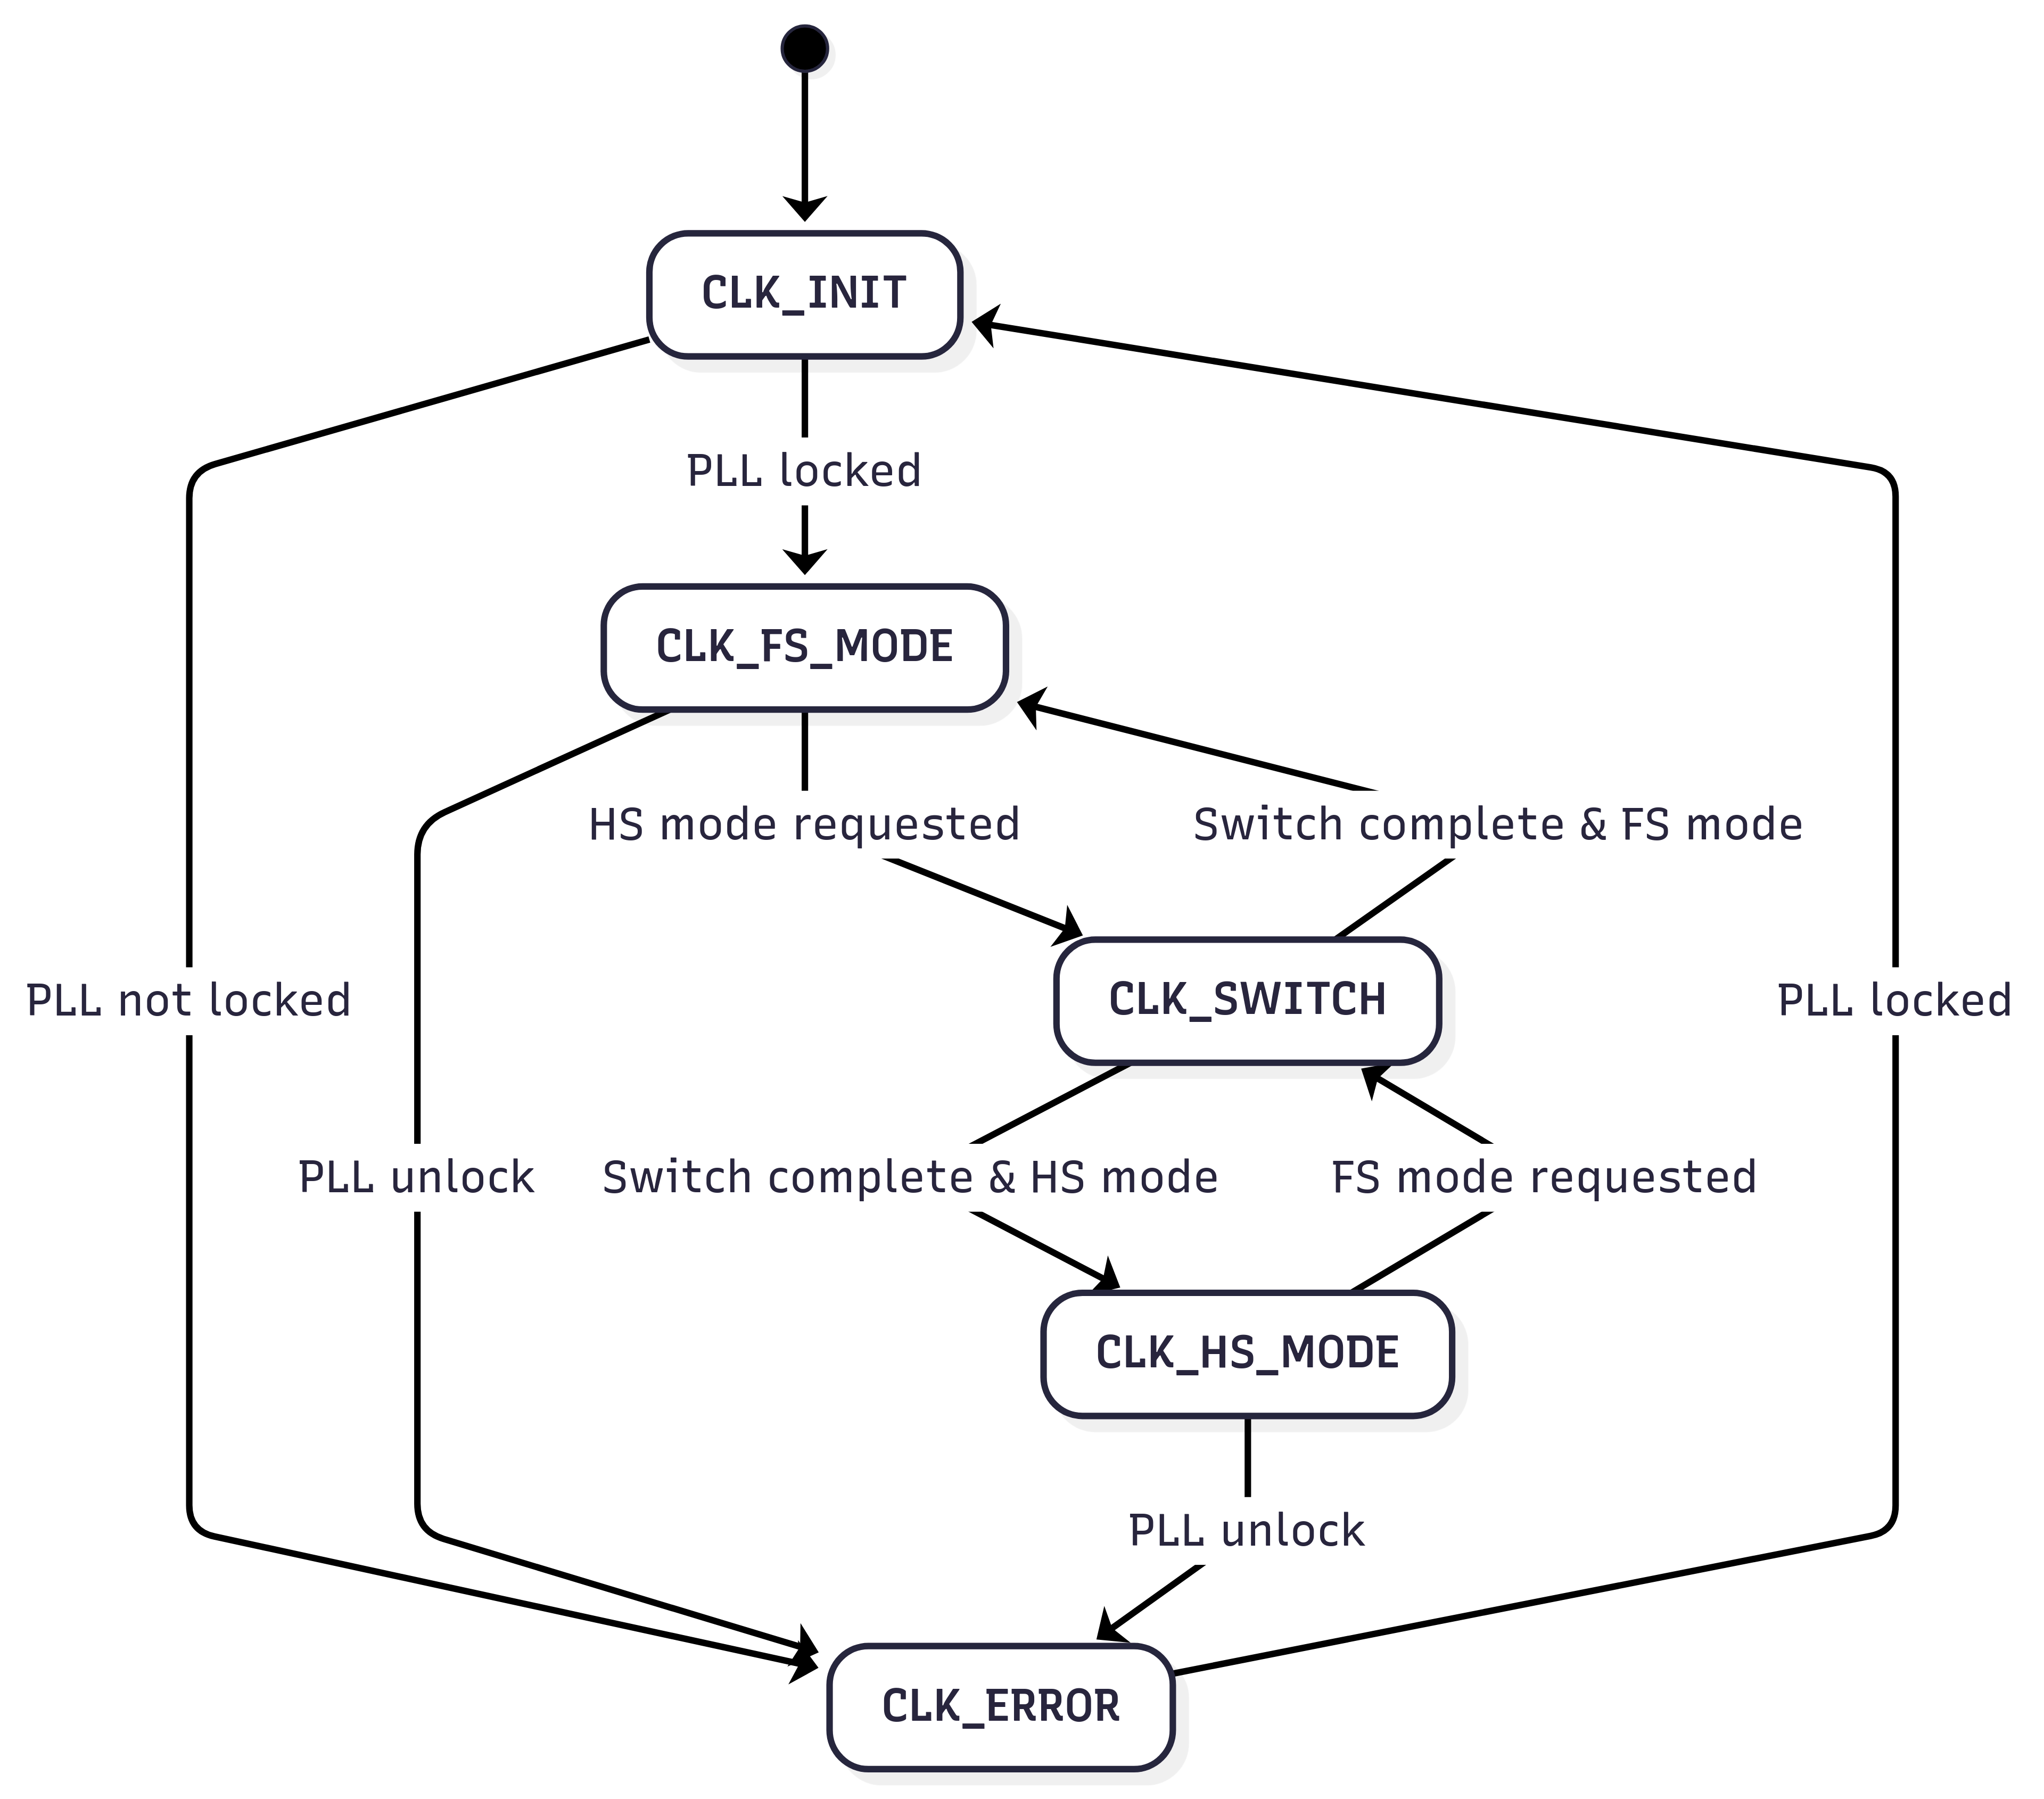 CLK_INIT
PLL locked
CLK_FS_MODE
HS mode requested
Switch complete & FS mode
CLK_SWITCH
PLL not locked
PLL locked
PLL unlock
Switch complete & HS mode
FS mode requested
CLK_HS_MODE
PLL unlock
CLK_ERROR